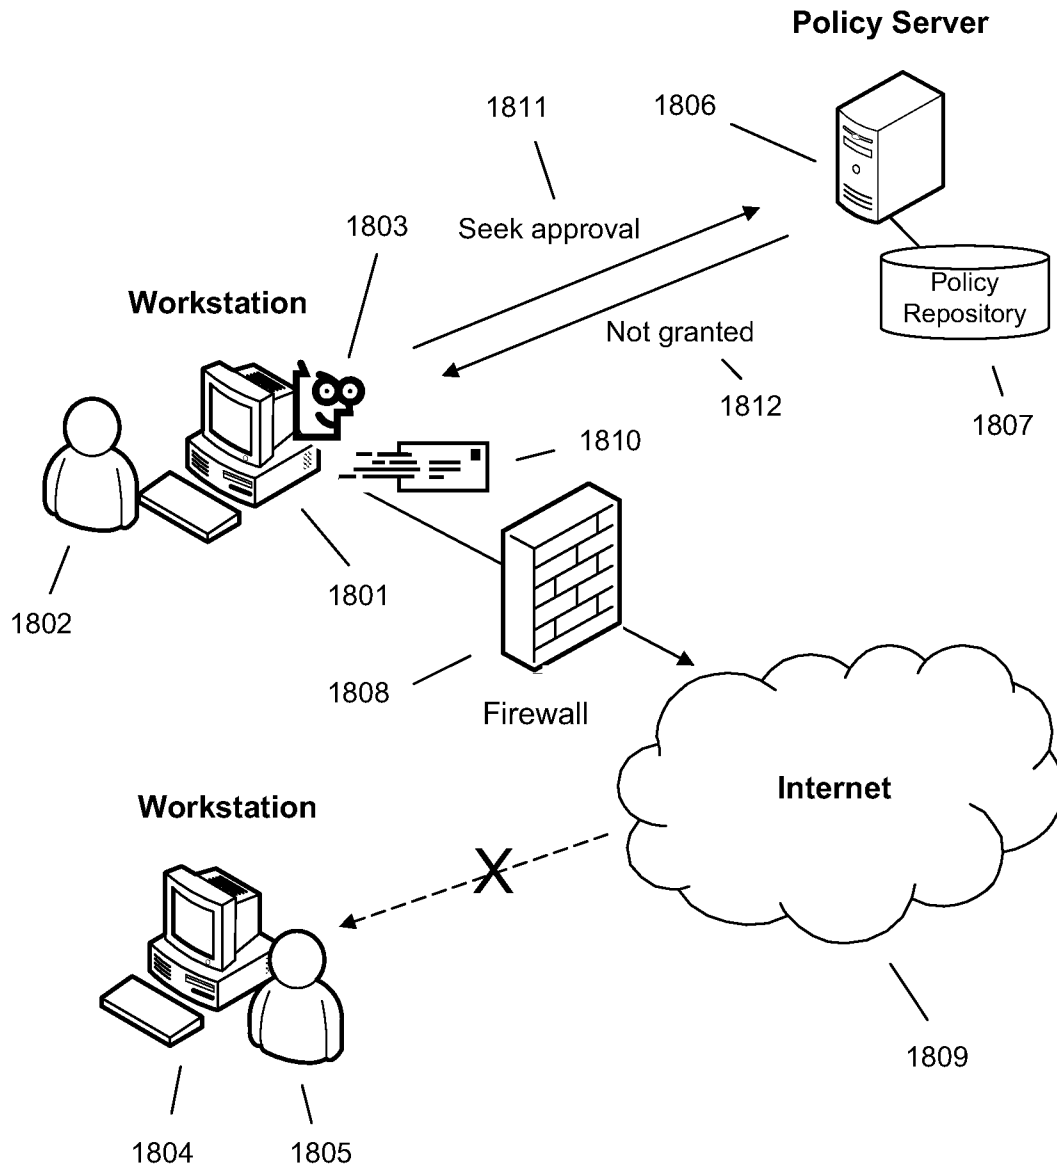 Policy Server
1811
1806
1803
Seek approval
Workstation
Policy
Repository
Not granted
1812
1807
1810
1801
1802
1808
Firewall
Internet
Workstation
X
1809
1804
1805